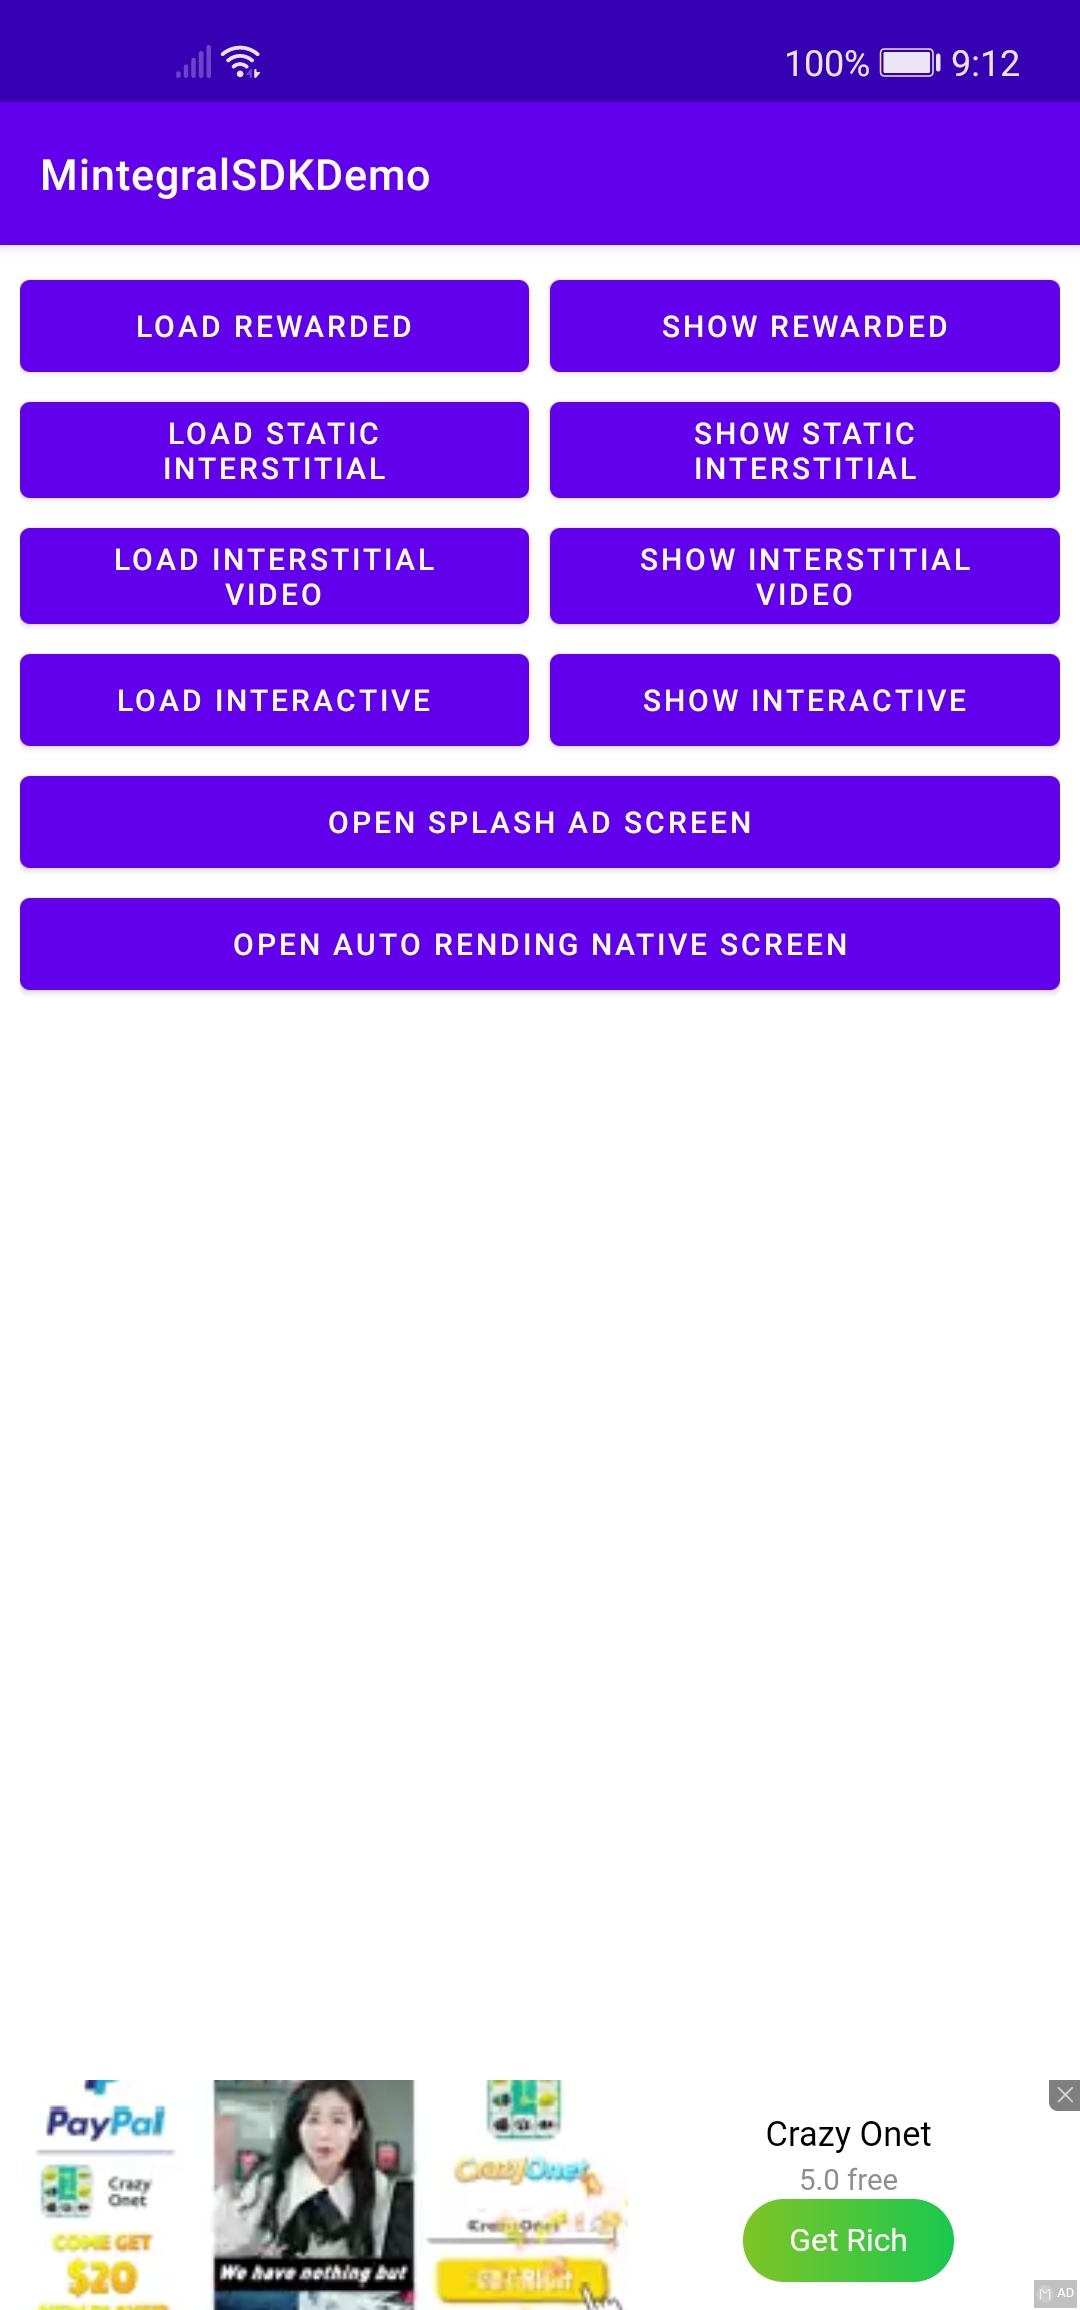 100% 9:12
MintegralSDKDemo
LOAD REWARDED
SHOW REWARDED
LOAD STATIC
INTERSTITIAL
SHOW STATIC
INTERSTITIAL
LOAD INTERSTITIAL
VIDEO
SHOW INTERSTITIAL
VIDEO
LOAD INTERACTIVE
SHOW INTERACTIVE
OPEN SPLASH AD SCREEN
OPEN AUTO RENDING NATIVE SCREEN
PayPal
Crazy
Onet
COME GET
$20
We have nothing but
Crazy Onet
Crazy Onet
5.0 free
Get Rich
AD